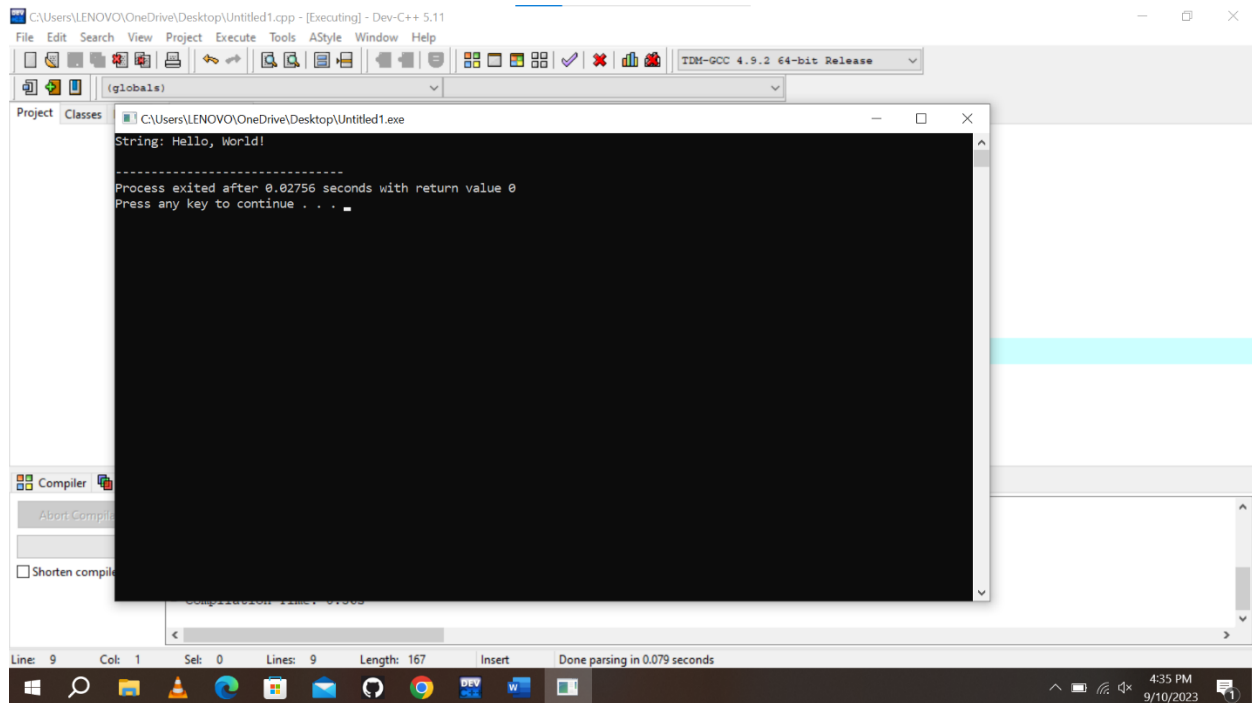 C:\Users\LENOVO\OneDrive\Desktop\Untitled1.cpp - [Executing] - Dev-C++ 5.11
File Edit Search View Project Execute Tools AStyle Window Help
TDM-GCC 4.9.2 64-bit Release
(globals)
Project Classes
C:\Users\LENOVO\OneDrive\Desktop\Untitled1.exe
String: Hello, World!
--------------------------------
Process exited after 0.02756 seconds with return value 0
Press any key to continue . . .
Compiler
Abort Compile
Shorten compile
Line: 9 Col: 1 Sel: 0 Lines: 9 Length: 167 Insert Done parsing in 0.079 seconds
DEV
W
4:35 PM
9/10/2023
1